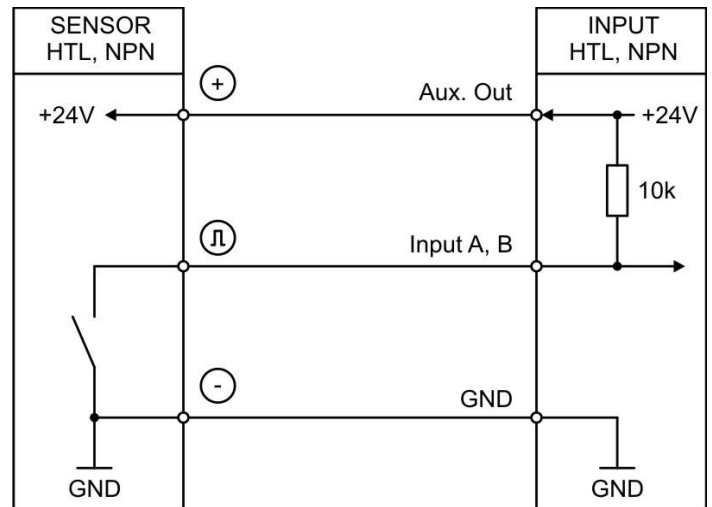 SENSOR
HTL, NPN
INPUT
HTL, NPN
+
Aux. Out
+24V
+24V
10k
Input A, B
-
GND
GND
GND